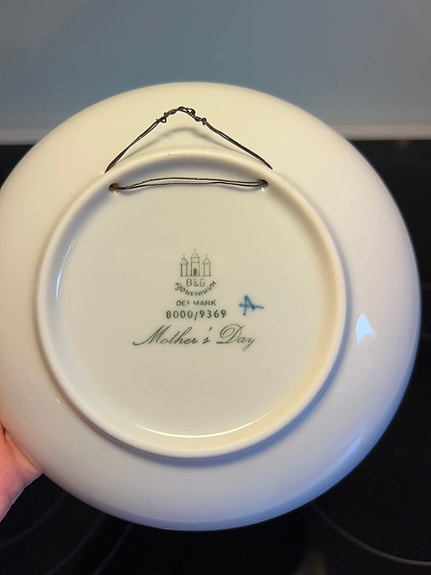 B&G
KJØBENHAVN
DENMARK
8000/9369
A
Mother's Day